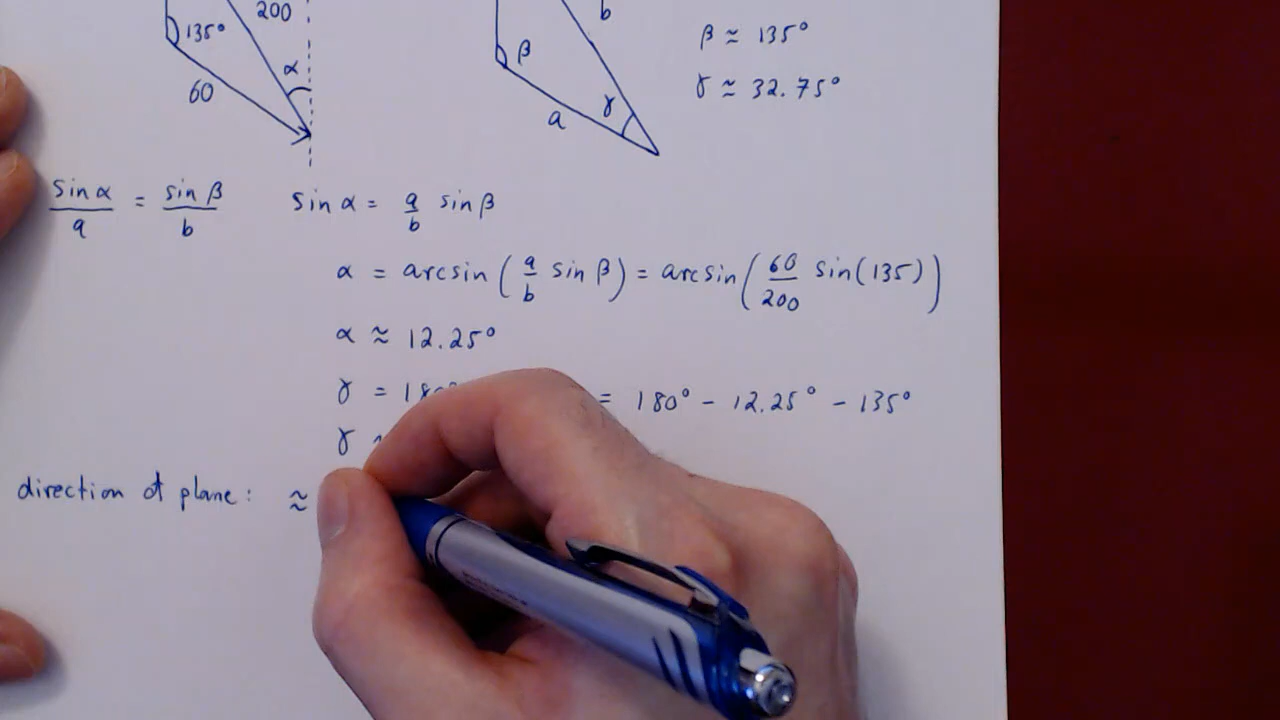 200
135°
α
60
b
β
γ
a
β ≈ 135°
γ ≈ 32.75°
sin α / a = sin β / b    sin α = a/b sin β
α = arcsin ( a/b sin β ) = arcsin ( 60/200 sin(135) )
α ≈ 12.25°
γ = 180° = 180° - 12.25° - 135°
γ
direction of plane: ≈